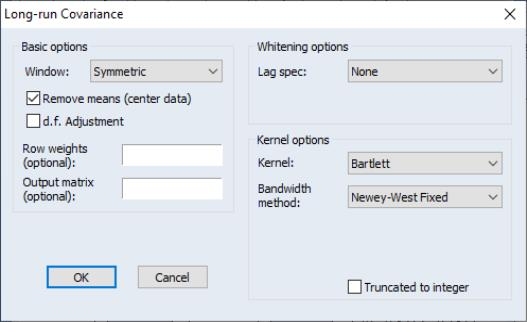 Long-run Covariance
Basic options
Window: Symmetric
Remove means (center data)
d.f. Adjustment
Row weights
(optional):
Output matrix
(optional):
OK Cancel
Whitening options
Lag spec: None
Kernel options
Kernel: Bartlett
Bandwidth
method: Newey-West Fixed
Truncated to integer